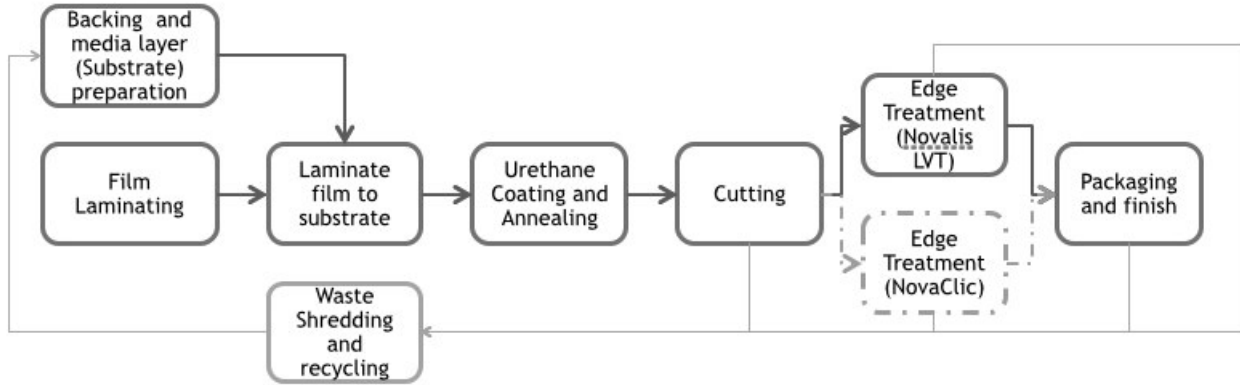 Backing and
media layer
(Substrate)
preparation
Film
Laminating
Laminate
film to
substrate
Urethane
Coating and
Annealing
Cutting
Edge
Treatment
(Novalis
LVT)
Edge
Treatment
(NovaClic)
Packaging
and finish
Waste
Shredding
and
recycling